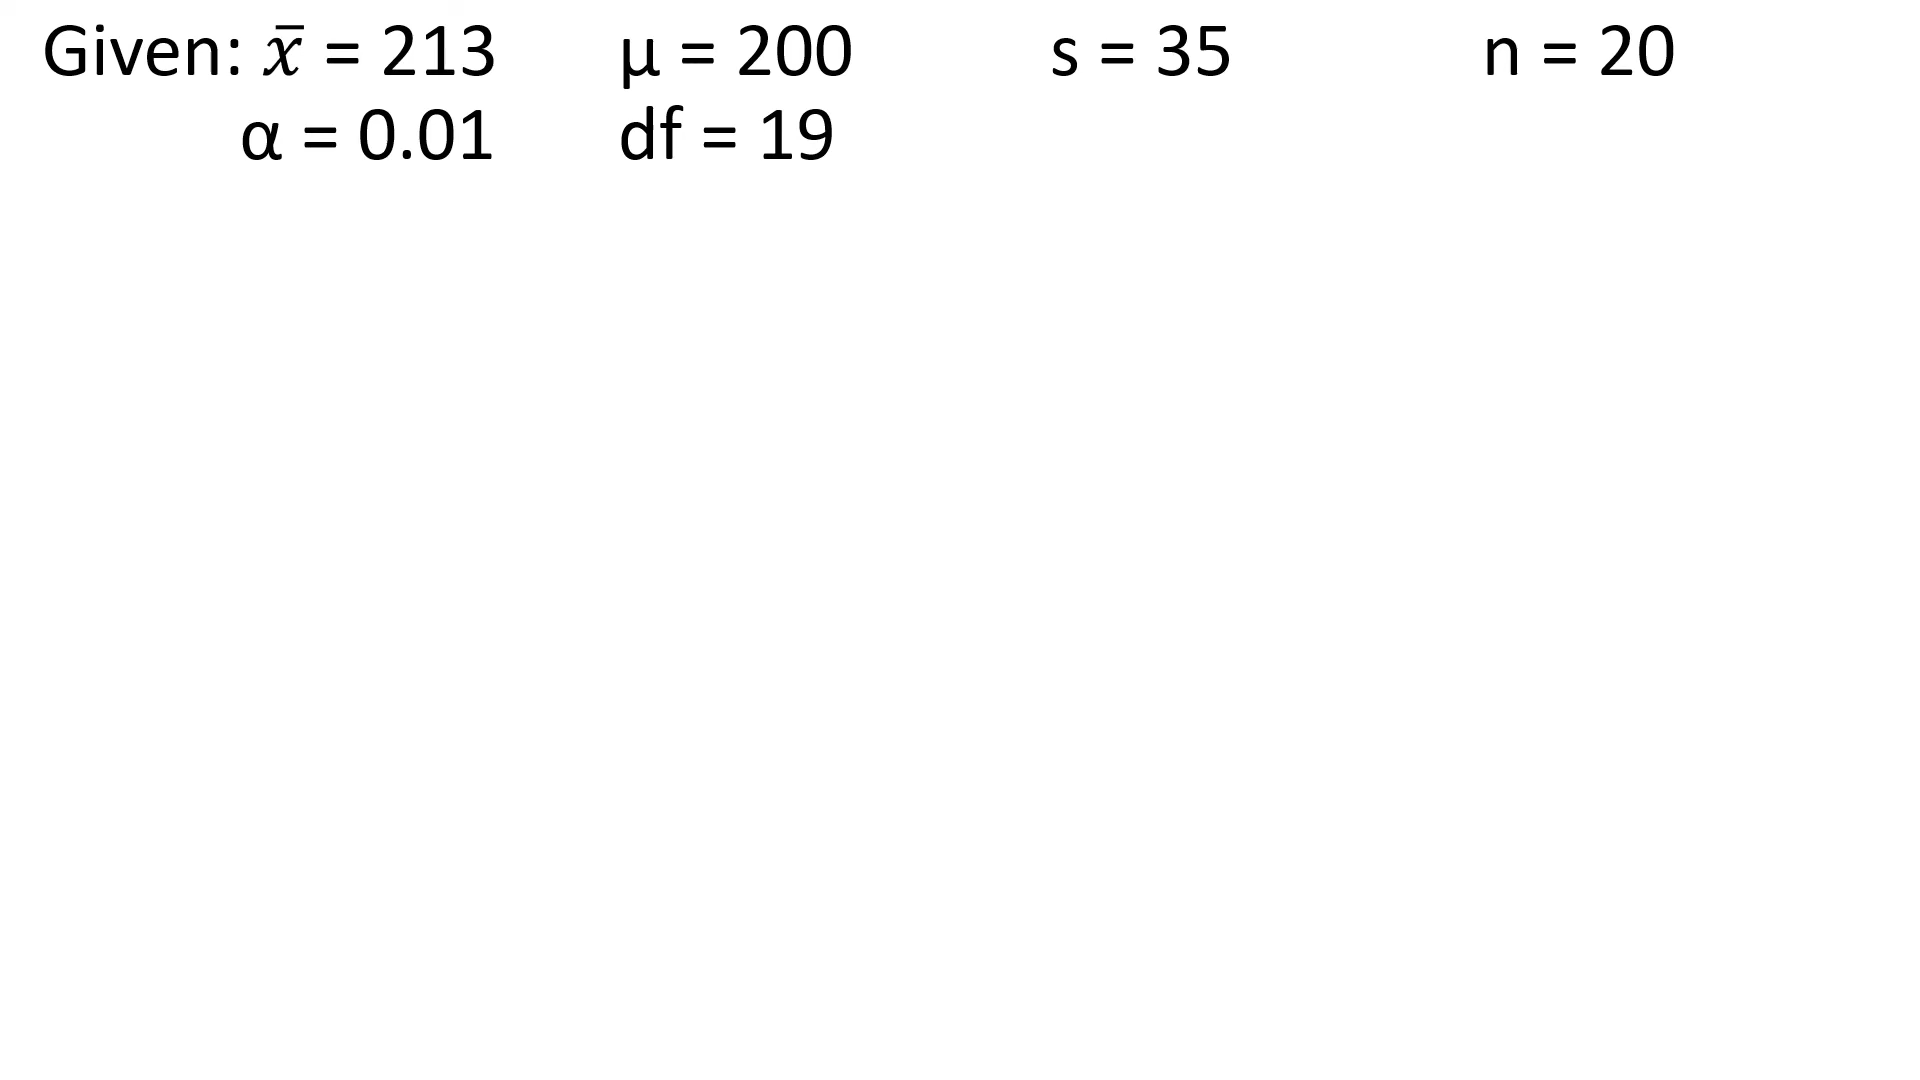 Given: x̄ = 213 μ = 200 s = 35 n = 20
α = 0.01 df = 19